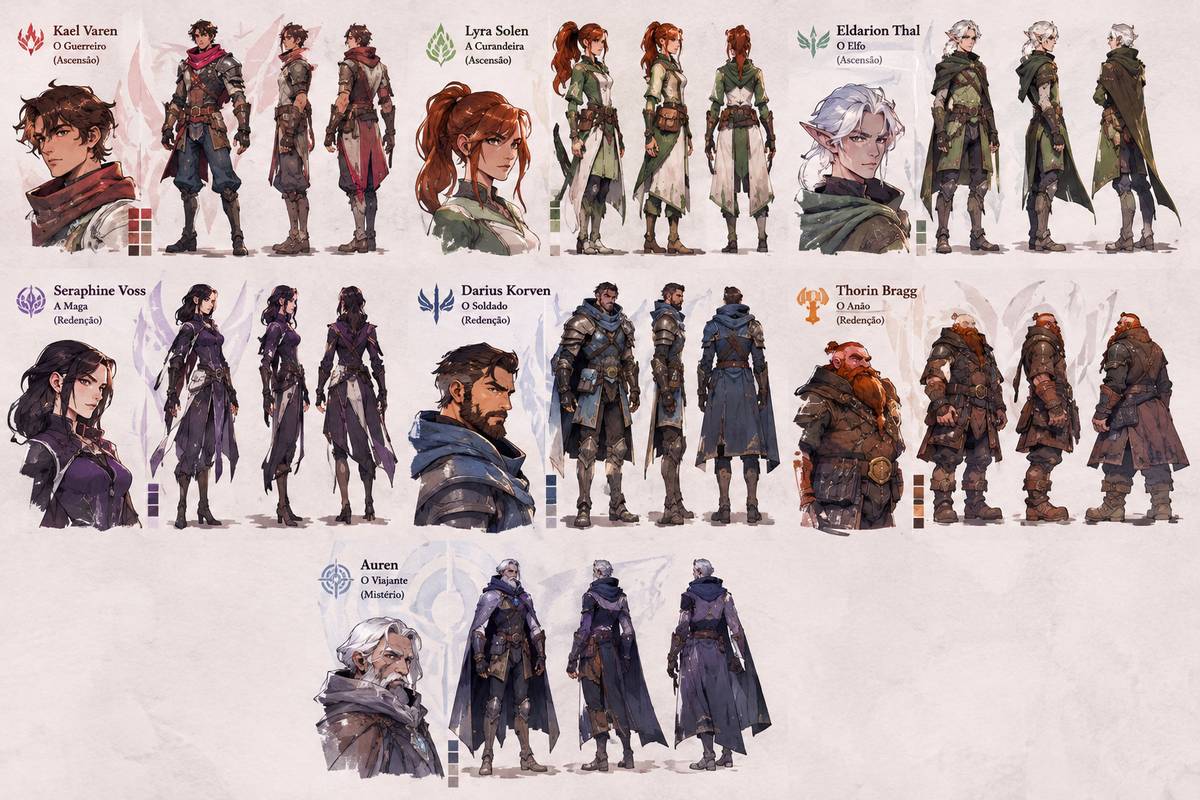 Kael Varen
O Guerreiro
(Ascensão)
Lyra Solen
A Curandeira
(Ascensão)
Eldarion Thal
O Elfo
(Ascensão)
Seraphine Voss
A Maga
(Redenção)
Darius Korven
O Soldado
(Redenção)
Thorin Bragg
O Anão
(Redenção)
Auren
O Viajante
(Mistério)